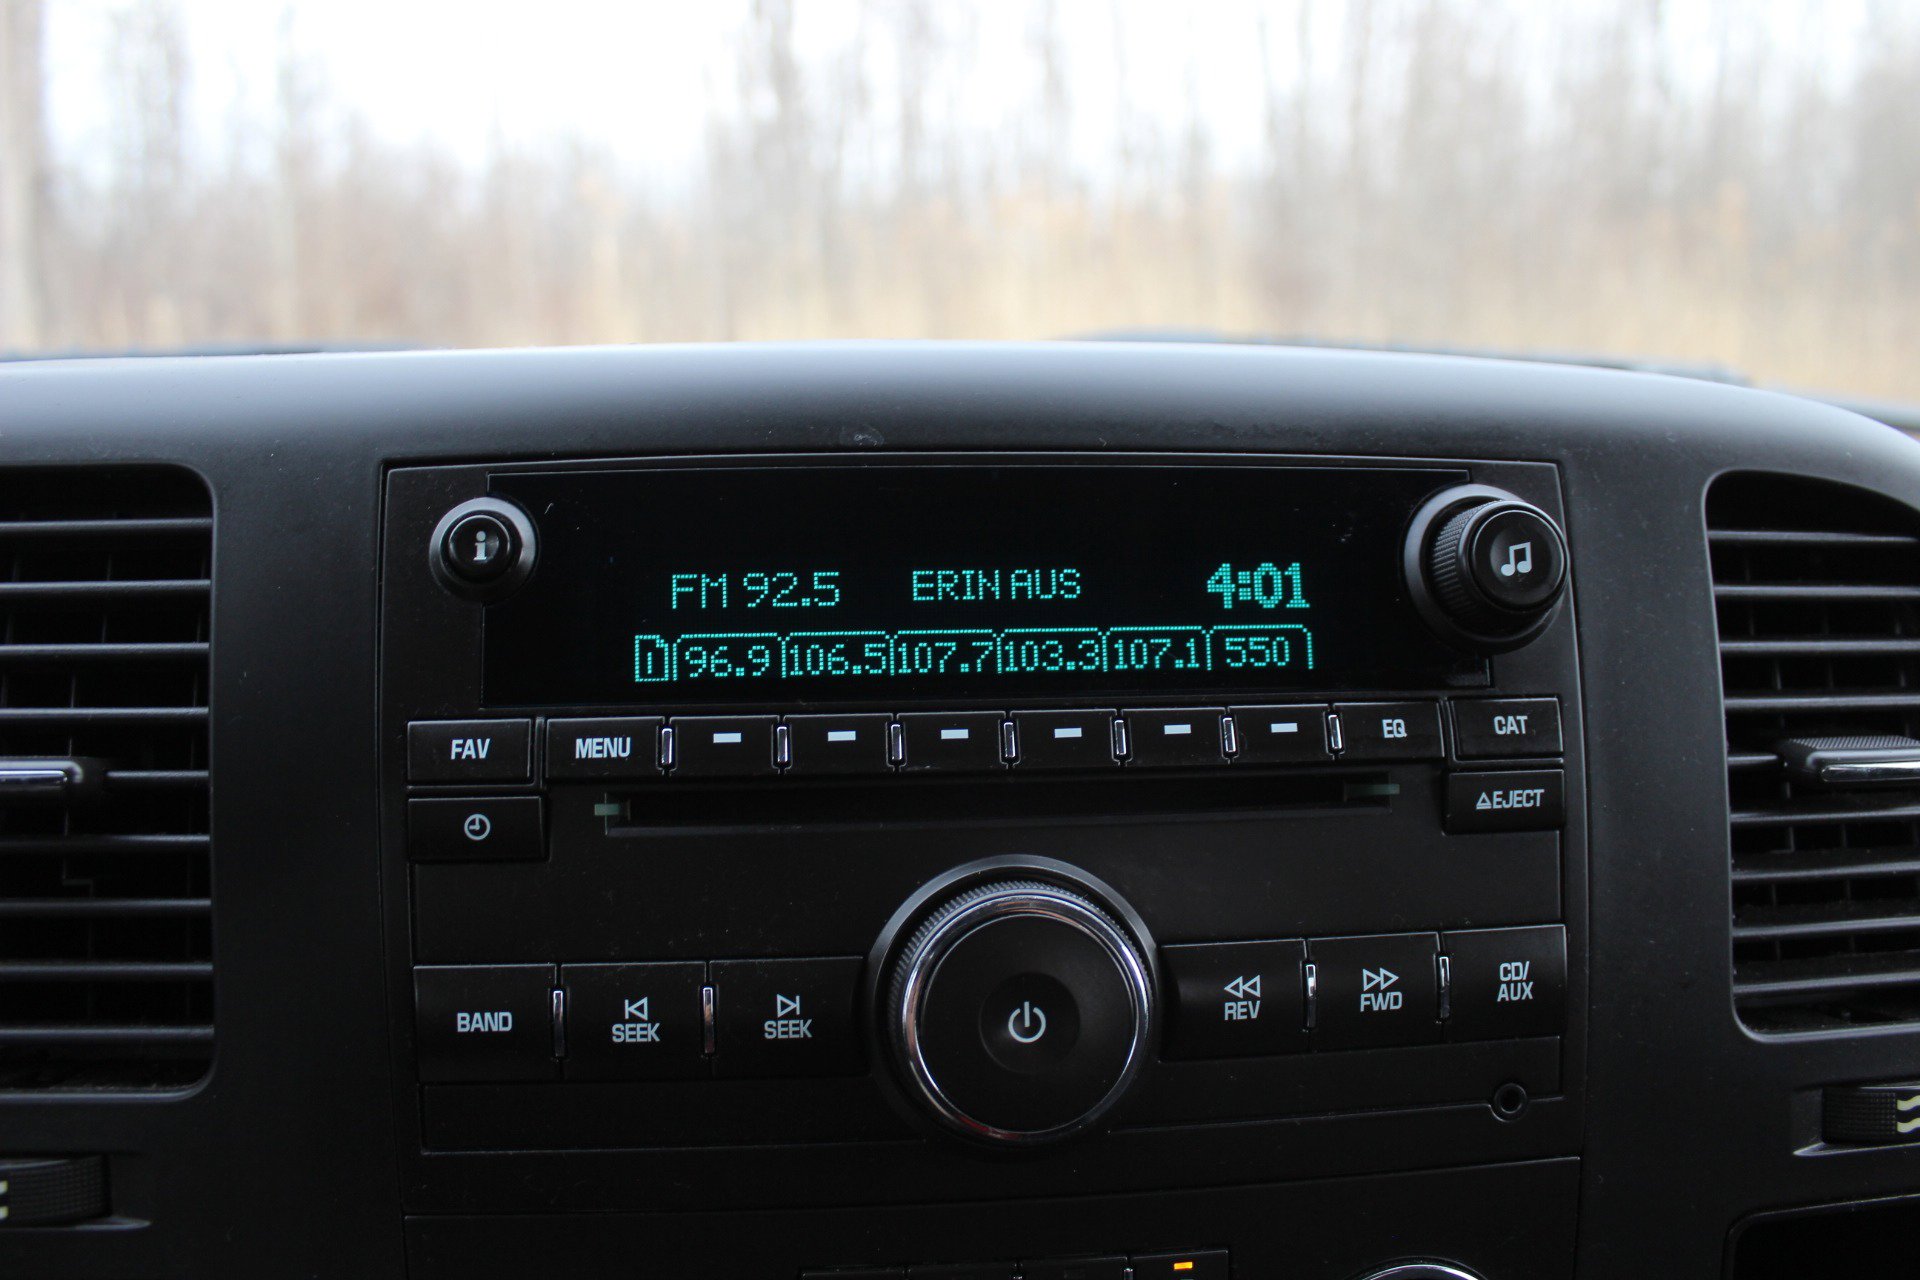 i
FM 92.5 ERIN AUS 4:01
1 96.9 106.5 107.7 103.3 107.1 550
FAV MENU EQ CAT
EJECT
BAND SEEK SEEK REV FWD CD/
AUX